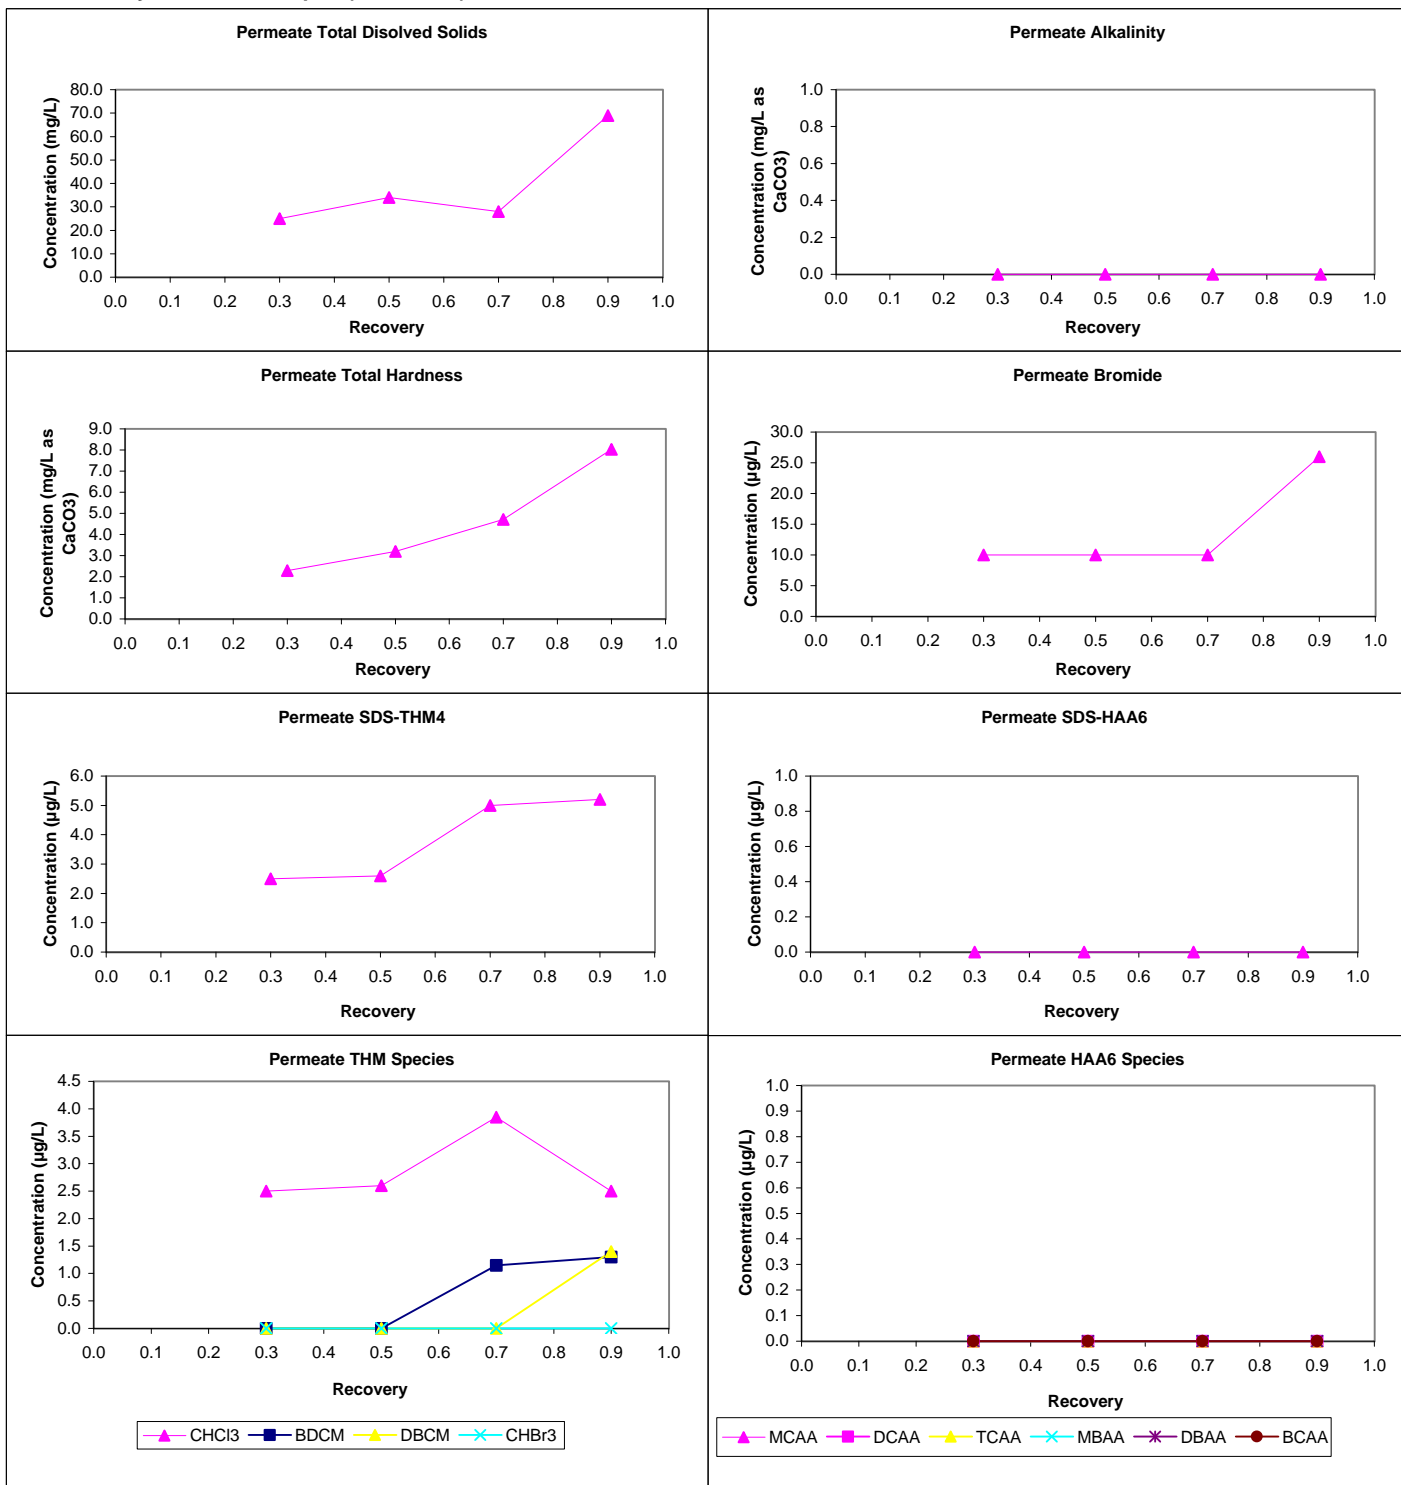 Permeate Total Disolved Solids
Concentration (mg/L)
80.0
70.0
60.0
50.0
40.0
30.0
20.0
10.0
0.0
0.0 0.1 0.2 0.3 0.4 0.5 0.6 0.7 0.8 0.9 1.0
Recovery
Permeate Alkalinity
Concentration (mg/L as
CaCO3)
1.0
0.8
0.6
0.4
0.2
0.0
0.0 0.1 0.2 0.3 0.4 0.5 0.6 0.7 0.8 0.9 1.0
Recovery
Permeate Total Hardness
Concentration (mg/L as
CaCO3)
9.0
8.0
7.0
6.0
5.0
4.0
3.0
2.0
1.0
0.0
0.0 0.1 0.2 0.3 0.4 0.5 0.6 0.7 0.8 0.9 1.0
Recovery
Permeate Bromide
Concentration (µg/L)
30.0
25.0
20.0
15.0
10.0
5.0
0.0
0.0 0.1 0.2 0.3 0.4 0.5 0.6 0.7 0.8 0.9 1.0
Recovery
Permeate SDS-THM4
Concentration (µg/L)
6.0
5.0
4.0
3.0
2.0
1.0
0.0
0.0 0.1 0.2 0.3 0.4 0.5 0.6 0.7 0.8 0.9 1.0
Recovery
Permeate SDS-HAA6
Concentration (µg/L)
1.0
0.8
0.6
0.4
0.2
0.0
0.0 0.1 0.2 0.3 0.4 0.5 0.6 0.7 0.8 0.9 1.0
Recovery
Permeate THM Species
Concentration (µg/L)
4.5
4.0
3.5
3.0
2.5
2.0
1.5
1.0
0.5
0.0
0.0 0.1 0.2 0.3 0.4 0.5 0.6 0.7 0.8 0.9 1.0
Recovery
CHCl3 BDCM DBCM CHBr3
Permeate HAA6 Species
Concentration (µg/L)
1.0
0.9
0.8
0.7
0.6
0.5
0.4
0.3
0.2
0.1
0.0
0.0 0.1 0.2 0.3 0.4 0.5 0.6 0.7 0.8 0.9 1.0
Recovery
MCAA DCAA TCAA MBAA DBAA BCAA